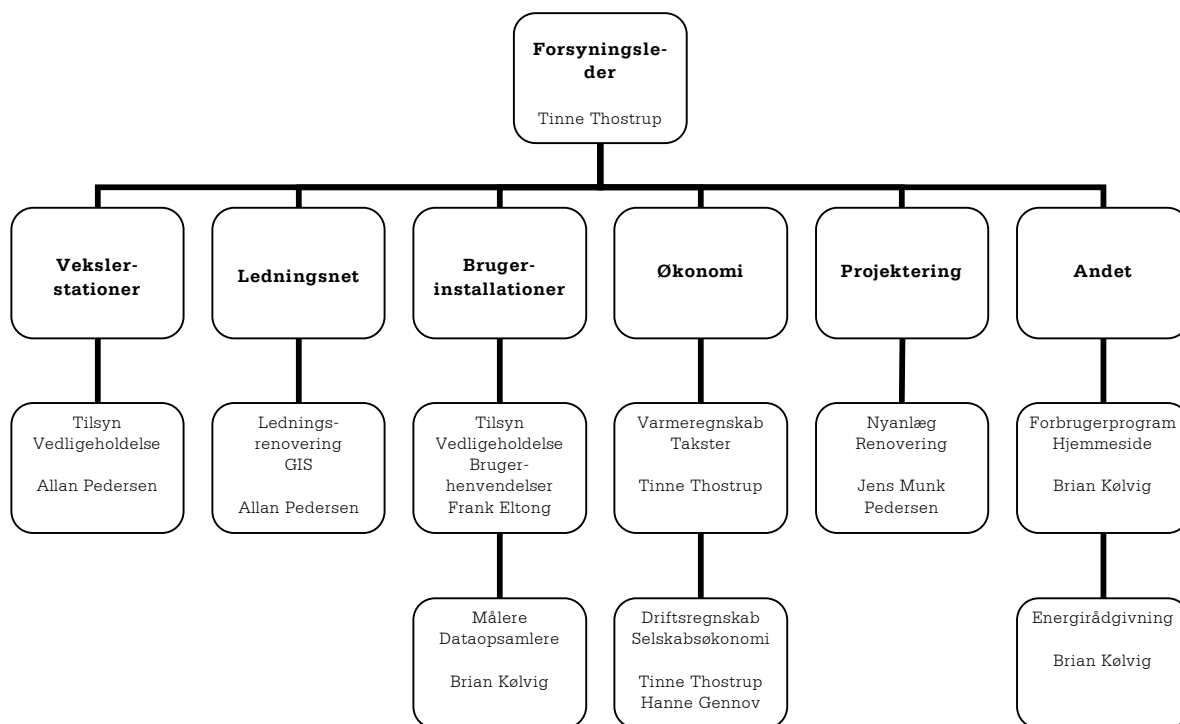 Forsyningsle-
der
Tinne Thostrup
Veksler-
stationer
Ledningsnet
Bruger-
installationer
Økonomi
Projektering
Andet
Tilsyn
Vedligeholdelse
Allan Pedersen
Lednings-
renovering
GIS
Allan Pedersen
Tilsyn
Vedligeholdelse
Bruger-
henvendelser
Frank Eltong
Varmeregnskab
Takster
Tinne Thostrup
Nyanlæg
Renovering
Jens Munk
Pedersen
Forbrugerprogram
Hjemmeside
Brian Kølvig
Målere
Dataopsamlere
Brian Kølvig
Driftsregnskab
Selskabsøkonomi
Tinne Thostrup
Hanne Gennov
Energirådgivning
Brian Kølvig